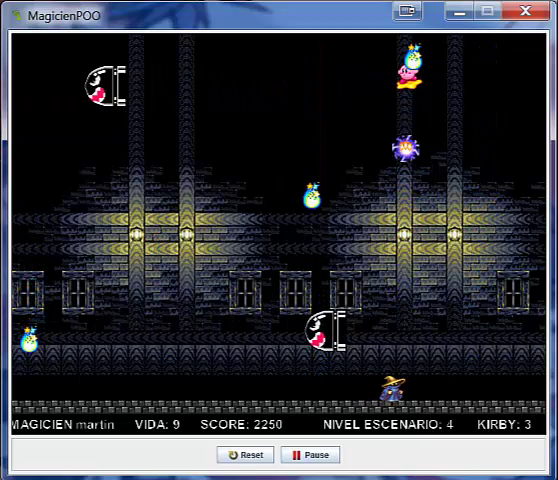 MagicienPOO
MAGICIEN martin VIDA: 9 SCORE: 2250 NIVEL ESCENARIO: 4 KIRBY: 3
Reset Pause